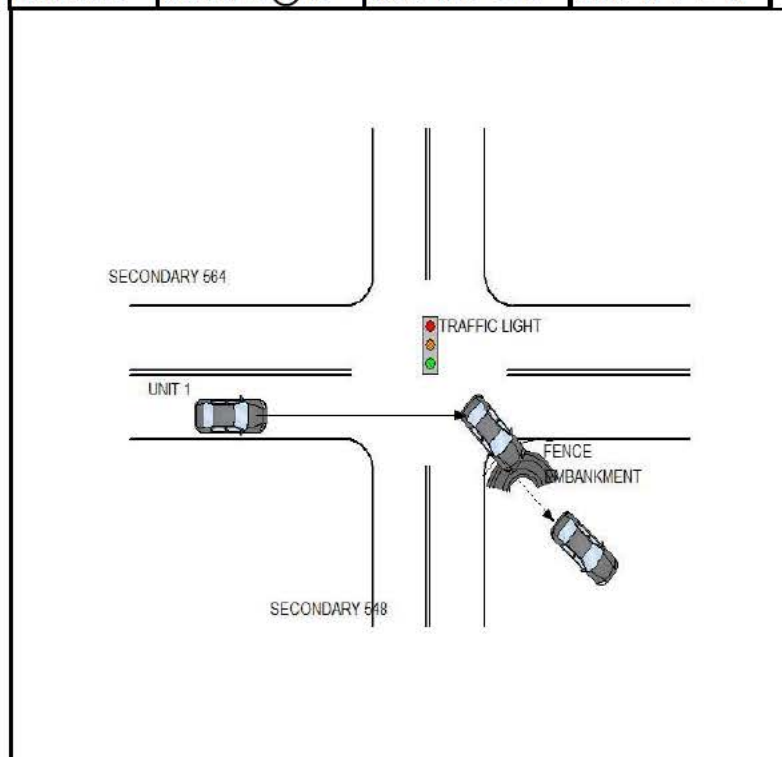 SECONDARY 564
TRAFFIC LIGHT
UNIT 1
FENCE
EMBANKMENT
SECONDARY 548